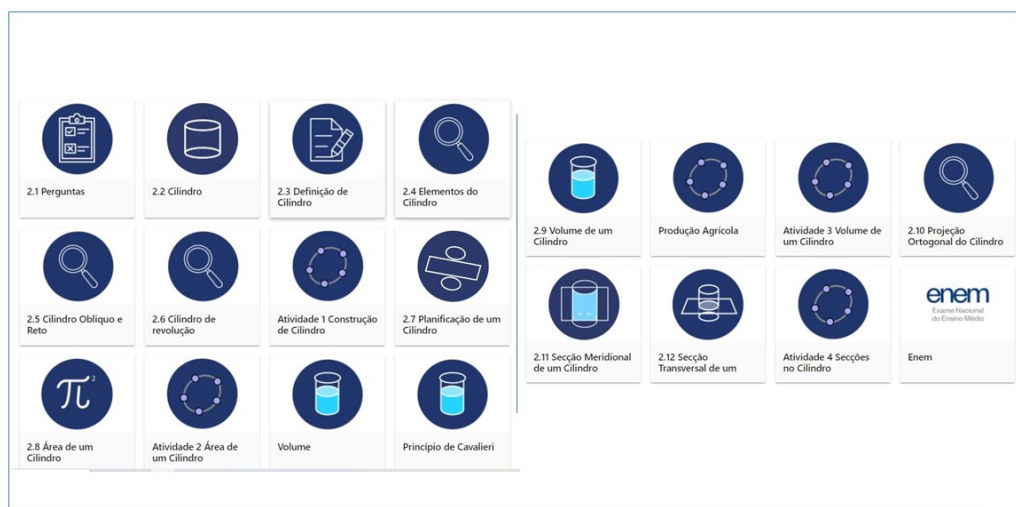 2.1 Perguntas
2.2 Cilindro
2.3 Definição de
Cilindro
2.4 Elementos do
Cilindro
2.5 Cilindro Obliquo e
Reto
2.6 Cilindro de
revolução
Atividade 1 Construção
de Cilindro
2.7 Planificação de um
Cilindro
π²
2.8 Área de um
Cilindro
Atividade 2 Área de
um Cilindro
Volume
Princípio de Cavalieri
2.9 Volume de um
Cilindro
Produção Agrícola
Atividade 3 Volume de
um Cilindro
2.10 Projeção
Ortogonal do Cilindro
2.11 Secção Meridional
de um Cilindro
2.12 Secção
Transversal de um
Atividade 4 Secções
no Cilindro
enem
Exame Nacional
do Ensino Médio
Enem